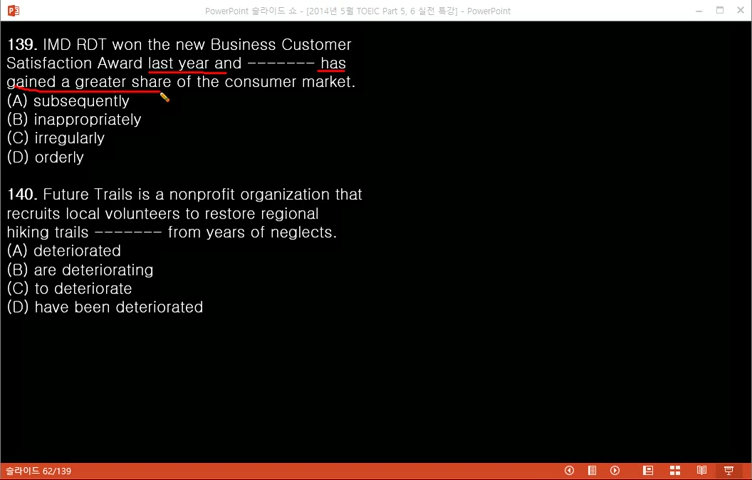 PowerPoint 슬라이드 쇼 - [2014년 5월 TOEIC Part 5, 6 실전 특강] - PowerPoint
139. IMD RDT won the new Business Customer
Satisfaction Award last year and ------- has
gained a greater share of the consumer market.
(A) subsequently
(B) inappropriately
(C) irregularly
(D) orderly
140. Future Trails is a nonprofit organization that
recruits local volunteers to restore regional
hiking trails ------- from years of neglects.
(A) deteriorated
(B) are deteriorating
(C) to deteriorate
(D) have been deteriorated
슬라이드 62/139